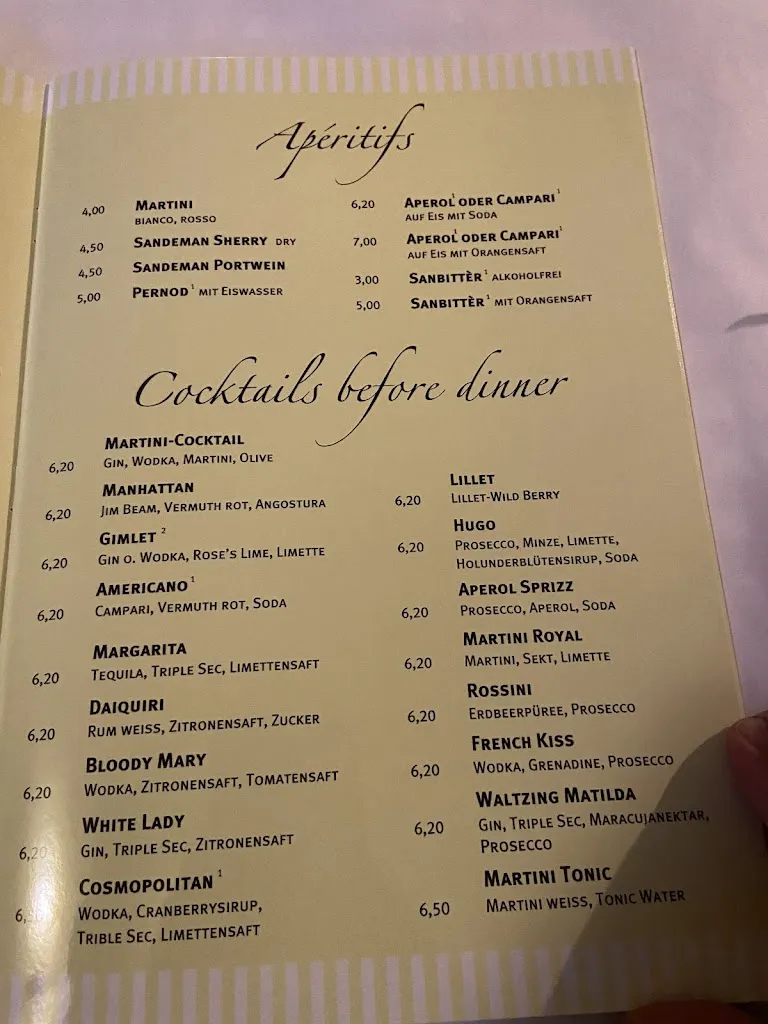 Apéritifs
4,00 MARTINI
BIANCO, ROSSO
4,50 SANDEMAN SHERRY DRY
4,50 SANDEMAN PORTWEIN
5,00 PERNOD ¹ MIT EISWASSER
6,20 APEROL¹ ODER CAMPARI ¹
AUF EIS MIT SODA
7,00 APEROL¹ ODER CAMPARI¹
AUF EIS MIT ORANGENSAFT
3,00 SANBITTÈR ¹ ALKOHOLFREI
5,00 SANBITTÈR ¹ MIT ORANGENSAFT
Cocktails before dinner
MARTINI-COCKTAIL
6,20 GIN, WODKA, MARTINI, OLIVE
MANHATTAN
6,20 JIM BEAM, VERMUTH ROT, ANGOSTURA
GIMLET ²
6,20 GIN O. WODKA, ROSE'S LIME, LIMETTE
AMERICANO ¹
6,20 CAMPARI, VERMUTH ROT, SODA
MARGARITA
6,20 TEQUILA, TRIPLE SEC, LIMETTENSAFT
DAIQUIRI
6,20 RUM WEISS, ZITRONENSAFT, ZUCKER
BLOODY MARY
6,20 WODKA, ZITRONENSAFT, TOMATENSAFT
WHITE LADY
6,20 GIN, TRIPLE SEC, ZITRONENSAFT
COSMOPOLITAN ¹
WODKA, CRANBERRYSIRUP,
TRIBLE SEC, LIMETTENSAFT
LILLET
6,20 LILLET-WILD BERRY
HUGO
6,20 PROSECCO, MINZE, LIMETTE,
HOLUNDERBLÜTENSIRUP, SODA
APEROL SPRIZZ
6,20 PROSECCO, APEROL, SODA
MARTINI ROYAL
6,20 MARTINI, SEKT, LIMETTE
ROSSINI
6,20 ERDBEERPÜREE, PROSECCO
FRENCH KISS
6,20 WODKA, GRENADINE, PROSECCO
WALTZING MATILDA
6,20 GIN, TRIPLE SEC, MARACUJANEKTAR,
PROSECCO
MARTINI TONIC
6,50 MARTINI WEISS, TONIC WATER